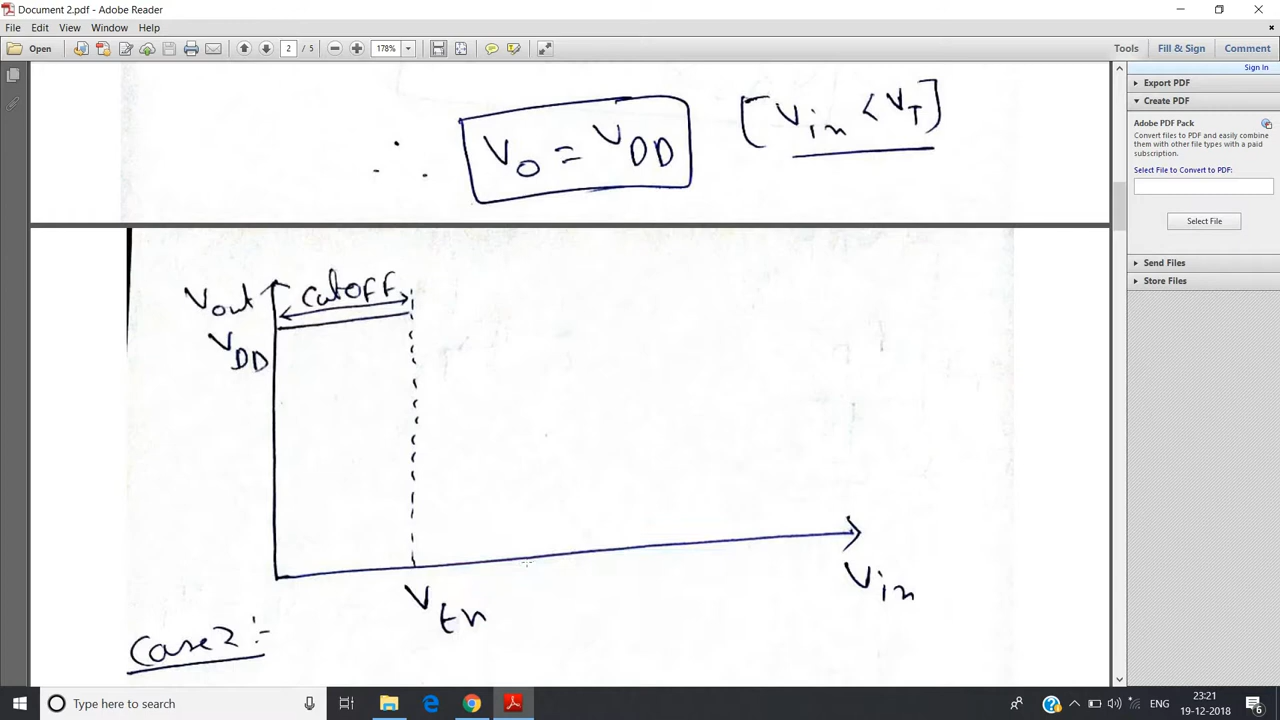 Document 2.pdf - Adobe Reader
File Edit View Window Help
Open 2 / 5 178% Tools Fill & Sign Comment
Sign In
Export PDF
Create PDF
Adobe PDF Pack
Convert files to PDF and easily combine
them with other file types with a paid
subscription.
Select File to Convert to PDF:
Select File
Send Files
Store Files
∴ VO = VDD [Vin < VT]
Vout cutoff
VDD
Vtn
Vin
Case2 :-
Type here to search
ENG 23:21
19-12-2018
6